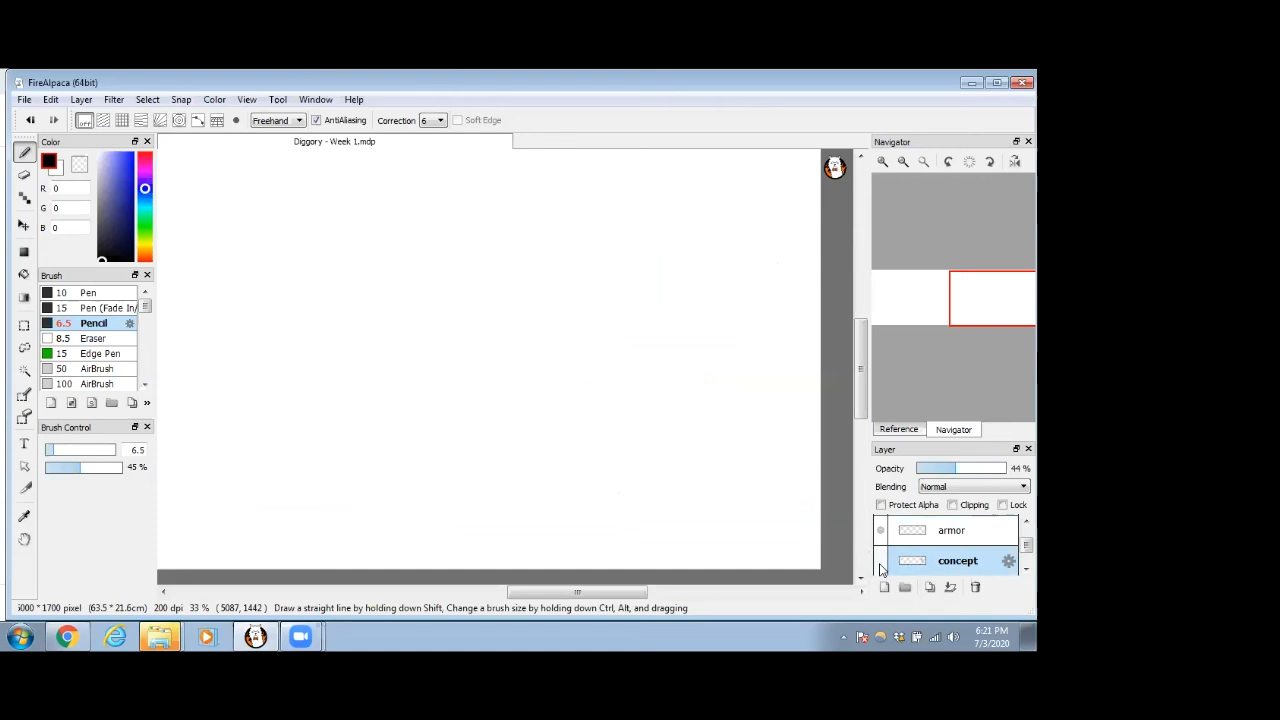 FireAlpaca (64bit)
File Edit Layer Filter Select Snap Color View Tool Window Help
off Freehand AntiAliasing Correction 6 Soft Edge
Color
Diggory - Week 1.mdp
Navigator
R 0
G 0
B 0
Brush
10 Pen
15 Pen (Fade In/
6.5 Pencil
8.5 Eraser
15 Edge Pen
50 AirBrush
100 AirBrush
Brush Control
6.5
45 %
Reference Navigator
Layer
Opacity 44 %
Blending Normal
Protect Alpha Clipping Lock
armor
concept
5000 * 1700 pixel (63.5 * 21.6cm) 200 dpi 33 % (5087, 1442) Draw a straight line by holding down Shift, Change a brush size by holding down Ctrl, Alt, and dragging
6:21 PM
7/3/2020